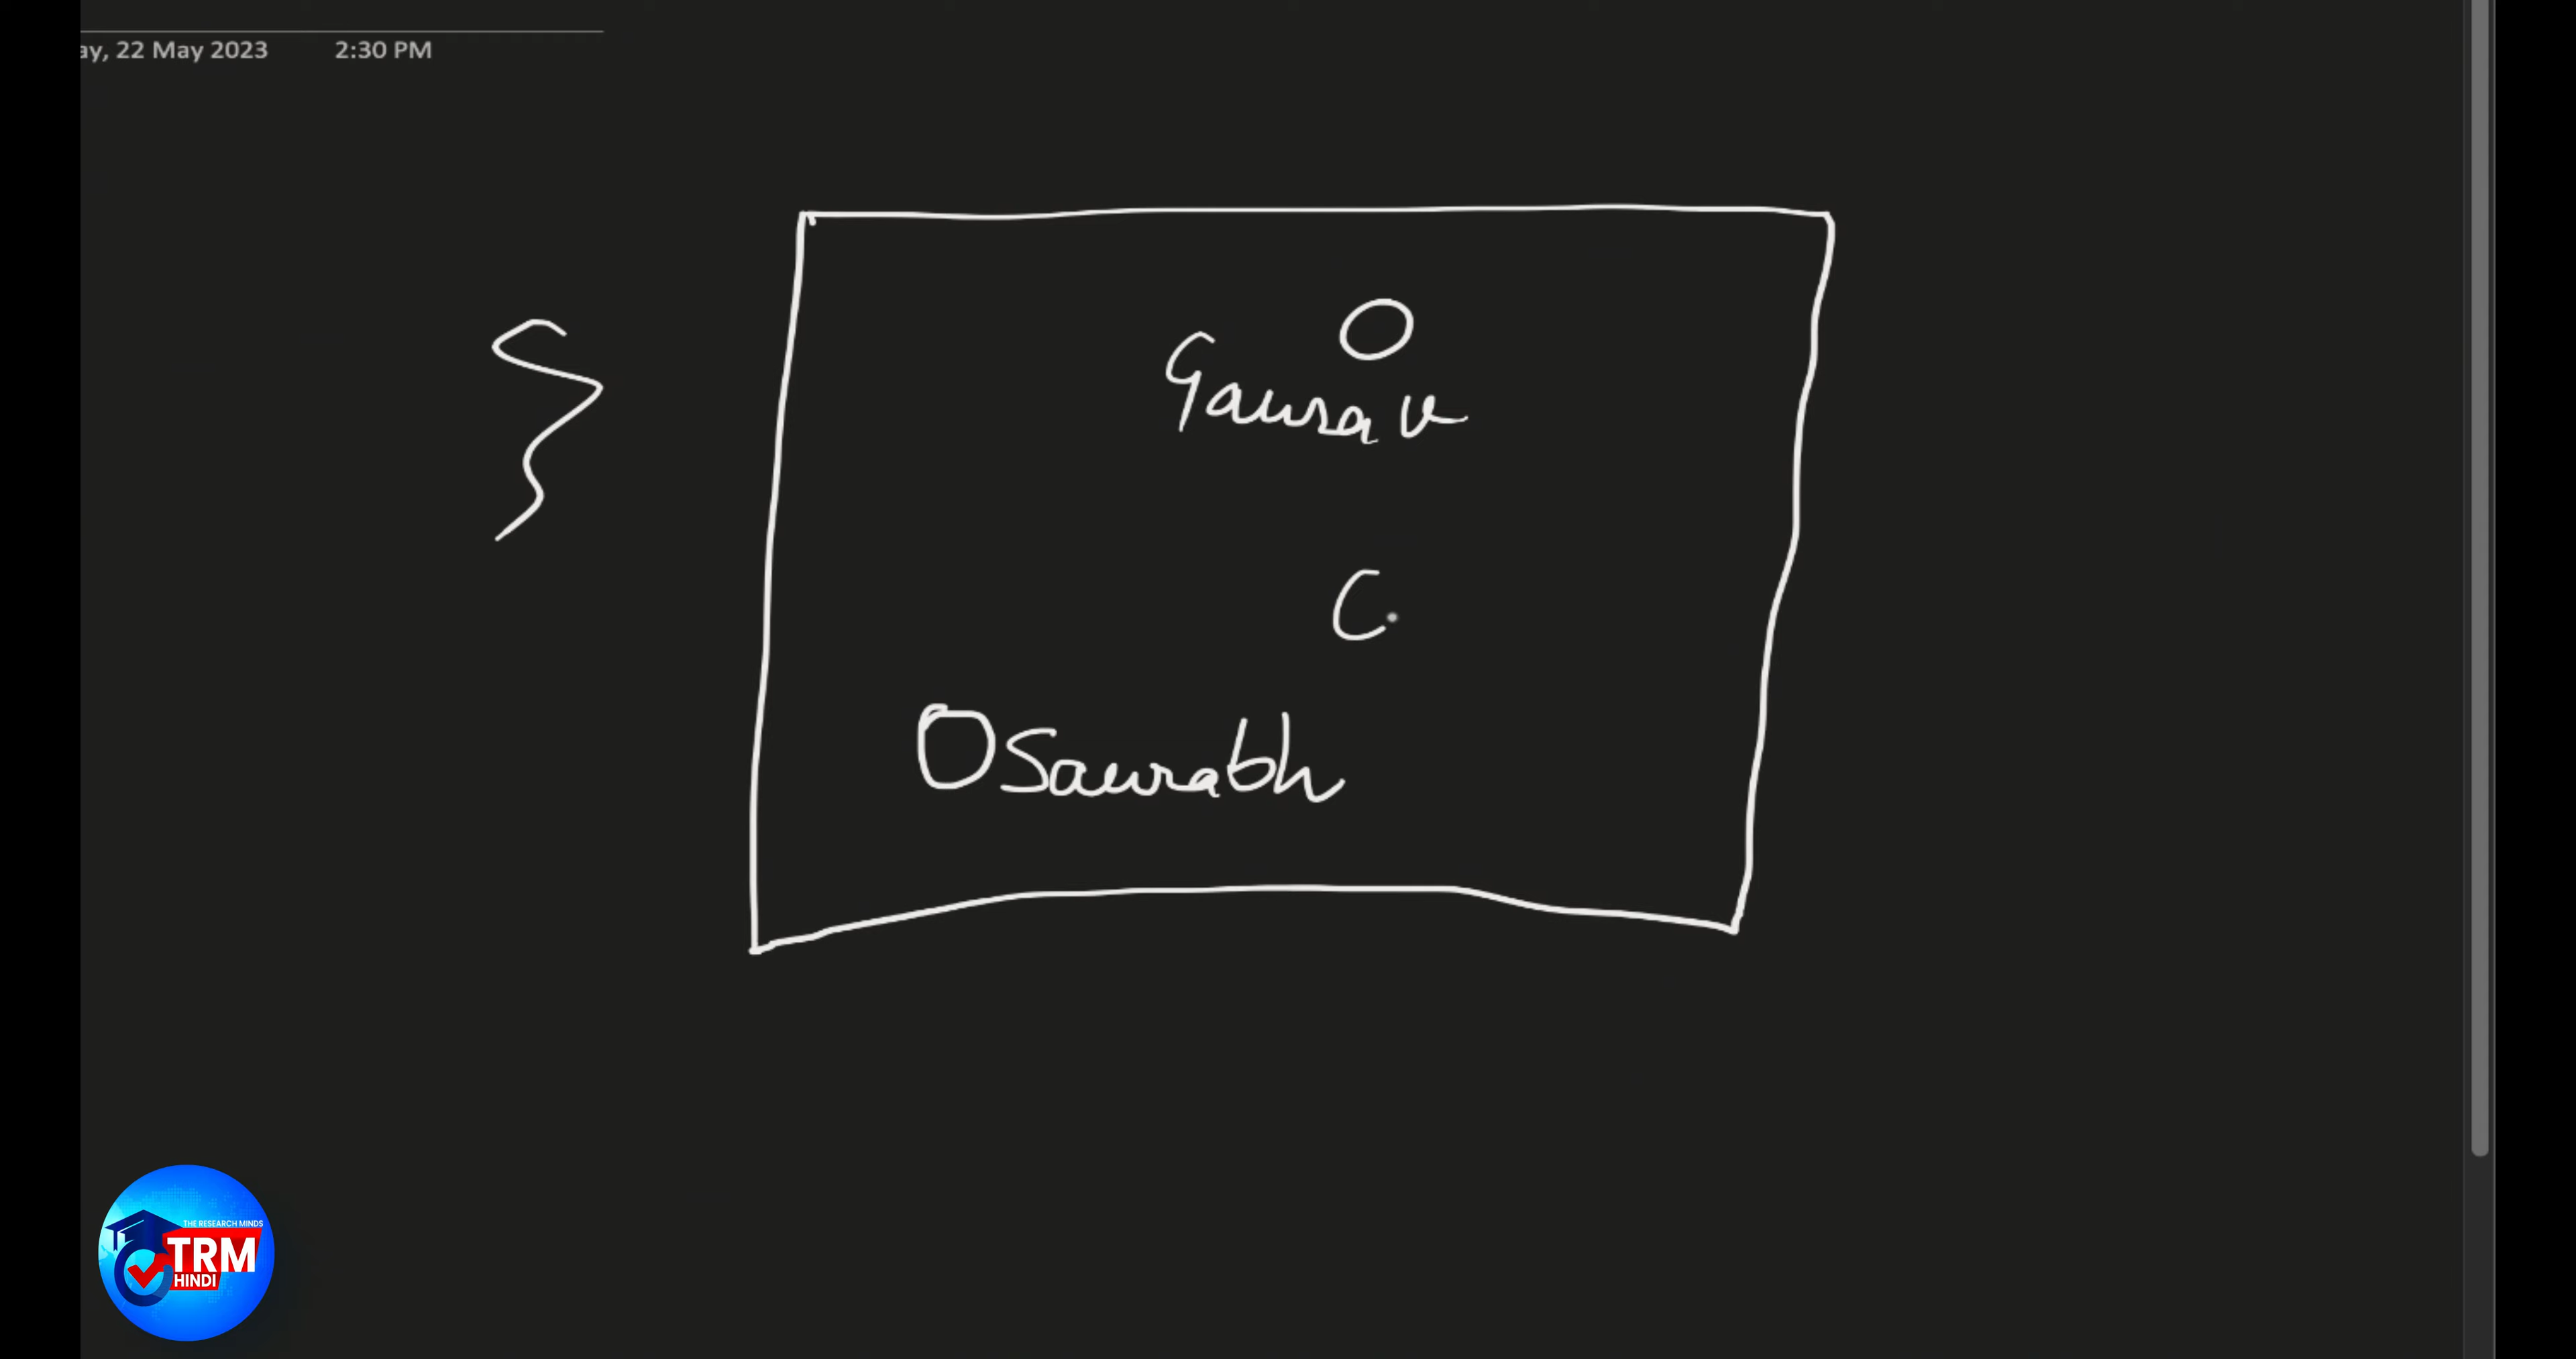 ay, 22 May 2023 2:30 PM
Gaurav
Saurabh
THE RESEARCH MINDS
TRM
HINDI